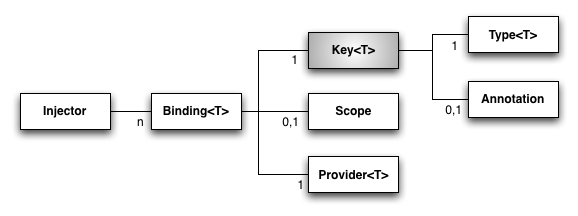 Injector
n
Binding<T>
1
Key<T>
0,1
Scope
1
Provider<T>
1
Type<T>
0,1
Annotation